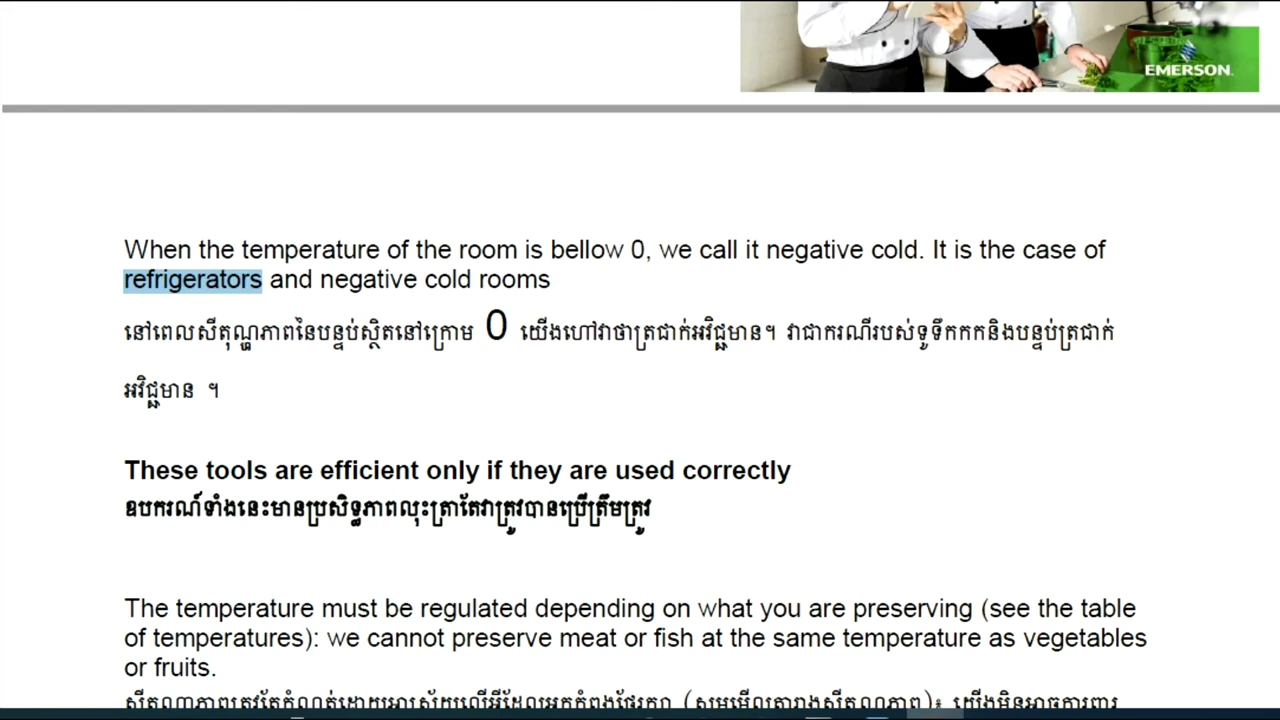 EMERSON.
When the temperature of the room is bellow 0, we call it negative cold. It is the case of
refrigerators and negative cold rooms
នៅពេលសីតុណ្ហភាពនៃបន្ទប់ស្ថិតនៅក្រោម 0 យើងហៅវាថាត្រជាក់អវិជ្ជមាន។ វាជាករណីរបស់ទូទឹកកកនិងបន្ទប់ត្រជាក់
អវិជ្ជមាន ។
These tools are efficient only if they are used correctly
ឧបករណ៍ទាំងនេះមានប្រសិទ្ធភាពលុះត្រាតែវាត្រូវបានប្រើត្រឹមត្រូវ
The temperature must be regulated depending on what you are preserving (see the table
of temperatures): we cannot preserve meat or fish at the same temperature as vegetables
or fruits.